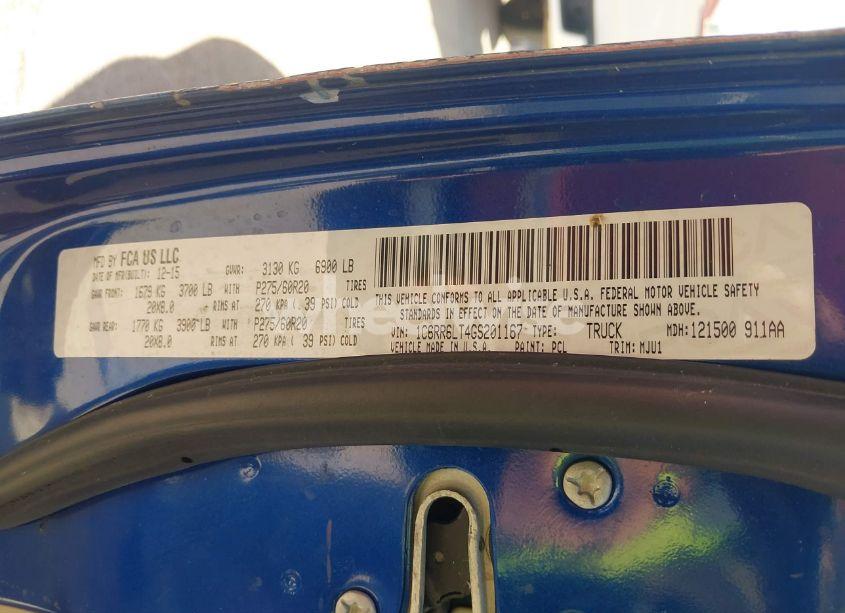 MFD BY FCA US LLC
DATE OF MFR(BUILT): 12-15 GVWR: 3130 KG 6900 LB
GAWR FRONT: 1679 KG 3700 LB WITH P275/60R20 TIRES
20X8.0 RIMS AT 270 KPA ( 39 PSI) COLD
GAWR REAR: 1770 KG 3900 LB WITH P275/60R20 TIRES
20X8.0 RIMS AT 270 KPA ( 39 PSI) COLD
THIS VEHICLE CONFORMS TO ALL APPLICABLE U.S.A. FEDERAL MOTOR VEHICLE SAFETY
STANDARDS IN EFFECT ON THE DATE OF MANUFACTURE SHOWN ABOVE.
VIN: 1C6RR6LT4GS201167 TYPE: TRUCK MDH: 121500 911AA
VEHICLE MADE IN U.S.A. PAINT: PCL TRIM: MJU1